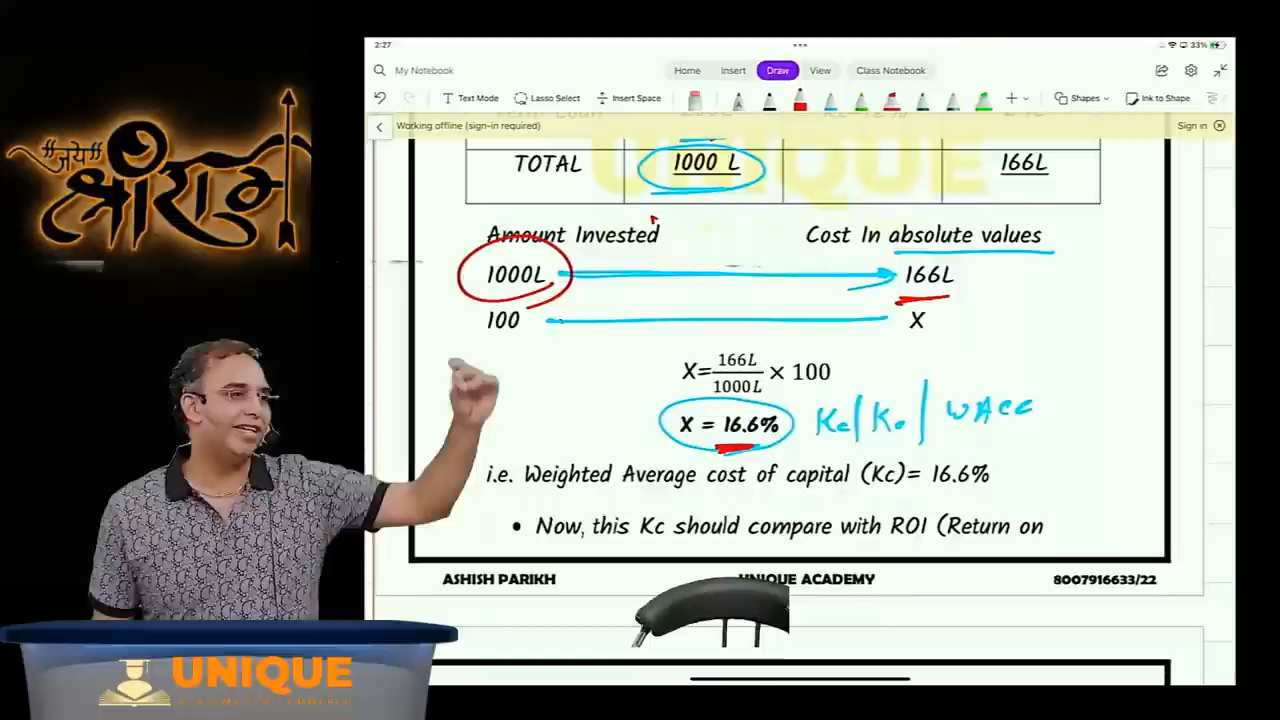 2:27
33%
My Notebook
Home Insert Draw View Class Notebook
Text Mode Lasso Select Insert Space Shapes Ink to Shape
Working offline (sign-in required) Sign in
UNIQUE
TOTAL 1000 L 166L
Amount Invested Cost In absolute values
1000L 166L
100 X
X=166L/1000L × 100
X = 16.6% Kc/Ko/WACC
i.e. Weighted Average cost of capital (Kc)= 16.6%
• Now, this Kc should compare with ROI (Return on
ASHISH PARIKH UNIQUE ACADEMY 8007916633/22
॥जय॥
श्रीराम
UNIQUE